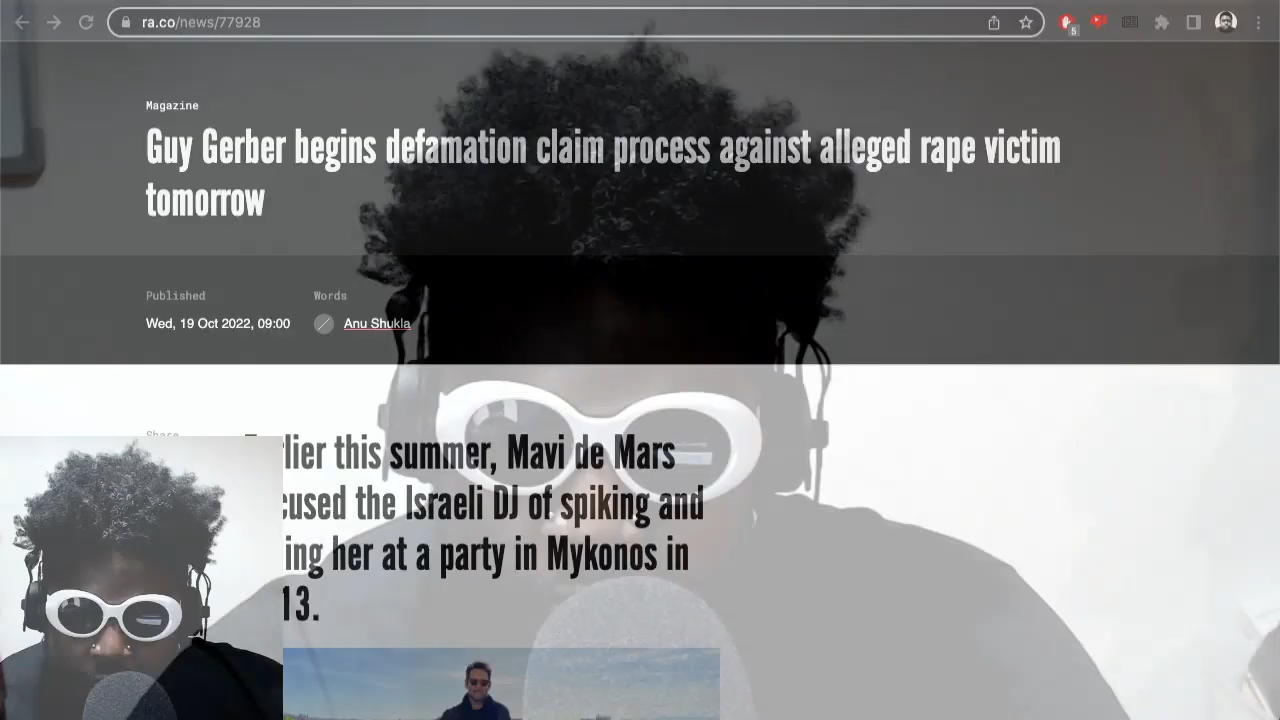 ra.co/news/77928
5
Magazine
Guy Gerber begins defamation claim process against alleged rape victim
tomorrow
Published
Words
Wed, 19 Oct 2022, 09:00
Anu Shukla
Share
lier this summer, Mavi de Mars
cused the Israeli DJ of spiking and
ing her at a party in Mykonos in
13.